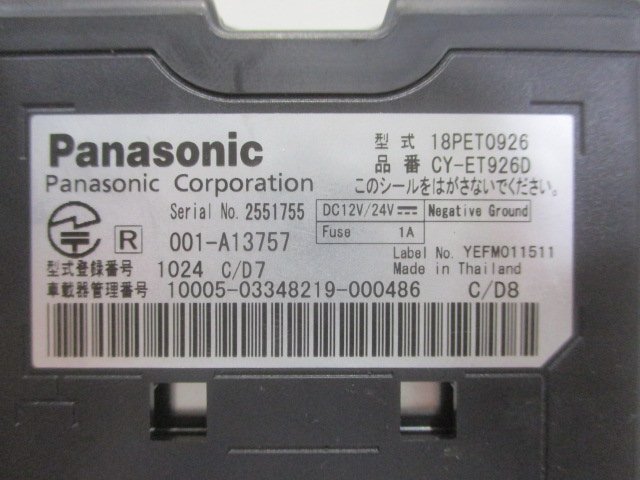 Panasonic
Panasonic Corporation
型式 18PET0926
品番 CY-ET926D
このシールをはがさないでください。
Serial No. 2551755
DC12V/24V Negative Ground
Fuse 1A
R 001-A13757
Label No. YEFM011511
型式登録番号 1024 C/D7
Made in Thailand
車載器管理番号 10005-03348219-000486 C/D8